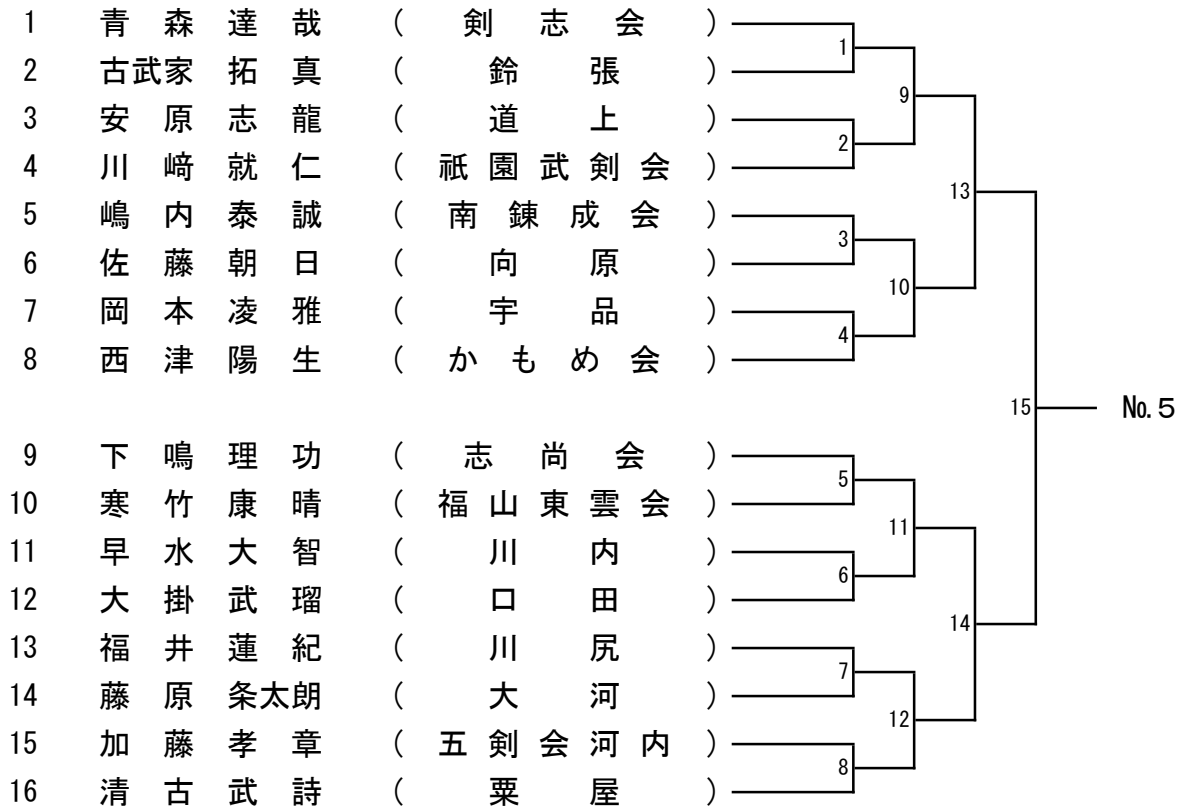 1 青森達哉 (剣志会)
1
2 古武家拓真 (鈴張)
9
3 安原志龍 (道上)
2
4 川﨑就仁 (祇園武剣会)
13
5 嶋内泰誠 (南錬成会)
3
6 佐藤朝日 (向原)
10
7 岡本凌雅 (宇品)
4
8 西津陽生 (かもめ会)
15 №5
9 下鳴理功 (志尚会)
5
10 寒竹康晴 (福山東雲会)
11
11 早水大智 (川内)
6
12 大掛武瑠 (口田)
14
13 福井蓮紀 (川尻)
7
14 藤原条太朗 (大河)
12
15 加藤孝章 (五剣会河内)
8
16 清古武詩 (粟屋)